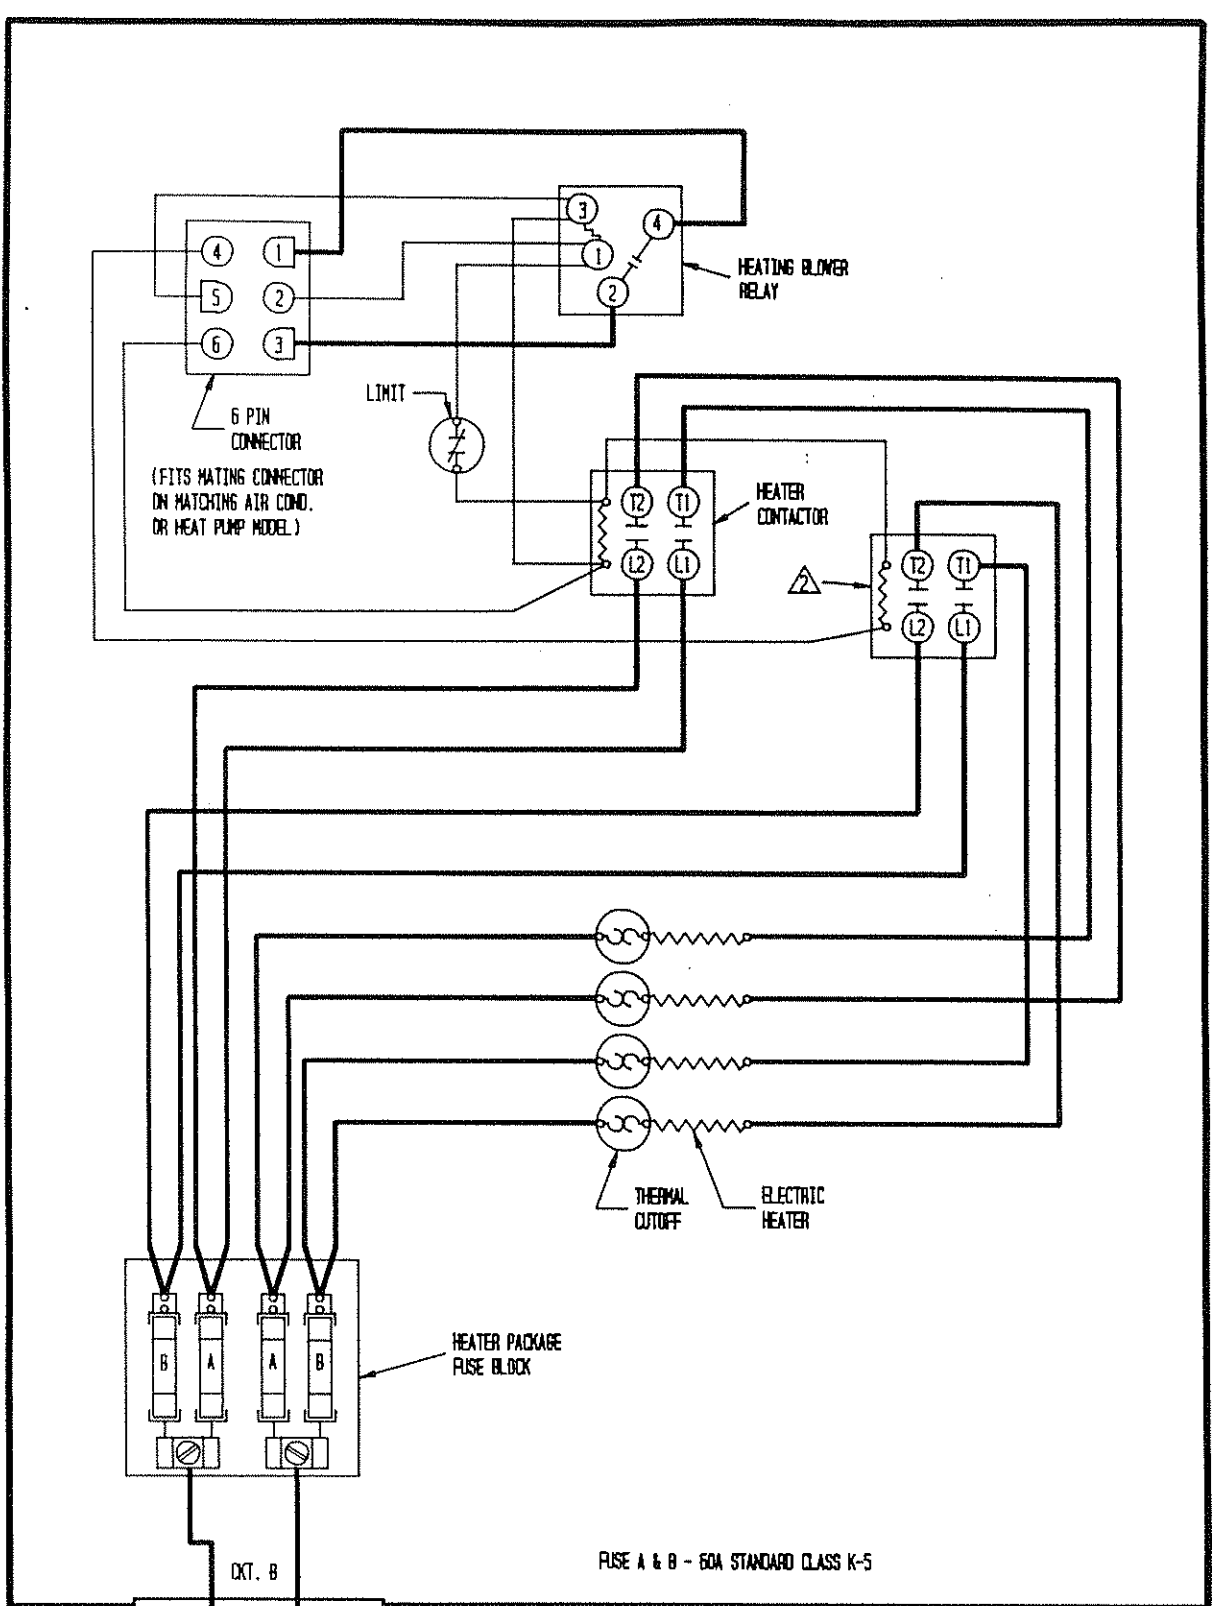 3
4
4
1
1
HEATING BLOWER
RELAY
5
2
2
6
3
LIMIT
6 PIN
CONNECTOR
(FITS MATING CONNECTOR
ON MATCHING AIR COND.
OR HEAT PUMP MODEL)
T2 T1
HEATER
CONTACTOR
L2 L1
T2 T1
2
L2 L1
THERMAL
CUTOFF
ELECTRIC
HEATER
HEATER PACKAGE
FUSE BLOCK
B A A B
CKT. B
FUSE A & B - 60A STANDARD CLASS K-5